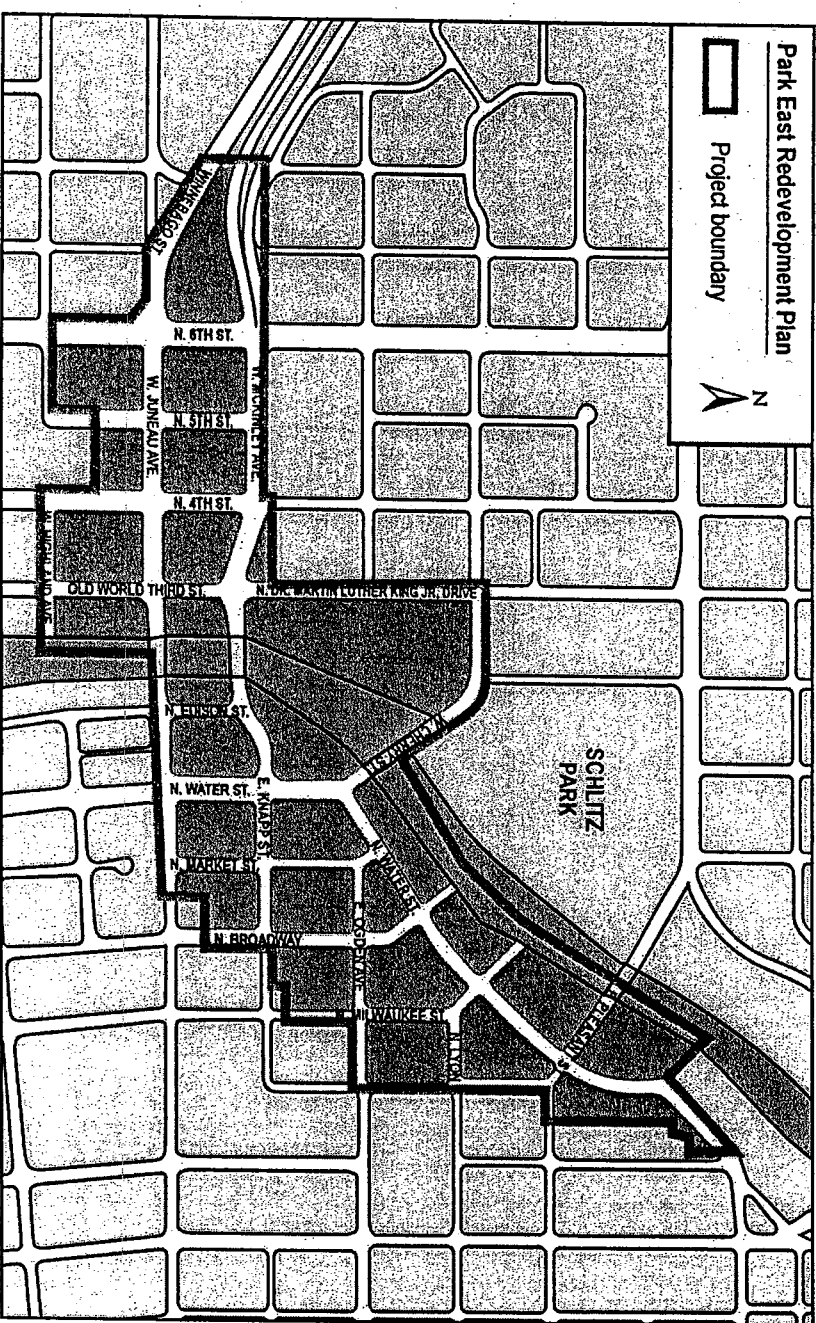 Park East Redevelopment Plan
Project boundary
N
SCHLITZ
PARK
WINNEBAGO ST.
N. 6TH ST.
W. MCKINLEY AVE.
N. 5TH ST.
W. JUNEAU AVE.
N. 4TH ST.
W. HIGHLAND AVE.
OLD WORLD THIRD ST.
N. DR. MARTIN LUTHER KING JR. DRIVE
W. CHERRY ST.
N. EDISON ST.
N. WATER ST.
E. KNAPP ST.
N. MARKET ST.
N. WATER ST.
E. OGDEN AVE.
N. BROADWAY
N. MILWAUKEE ST.
E. PLEASANT S